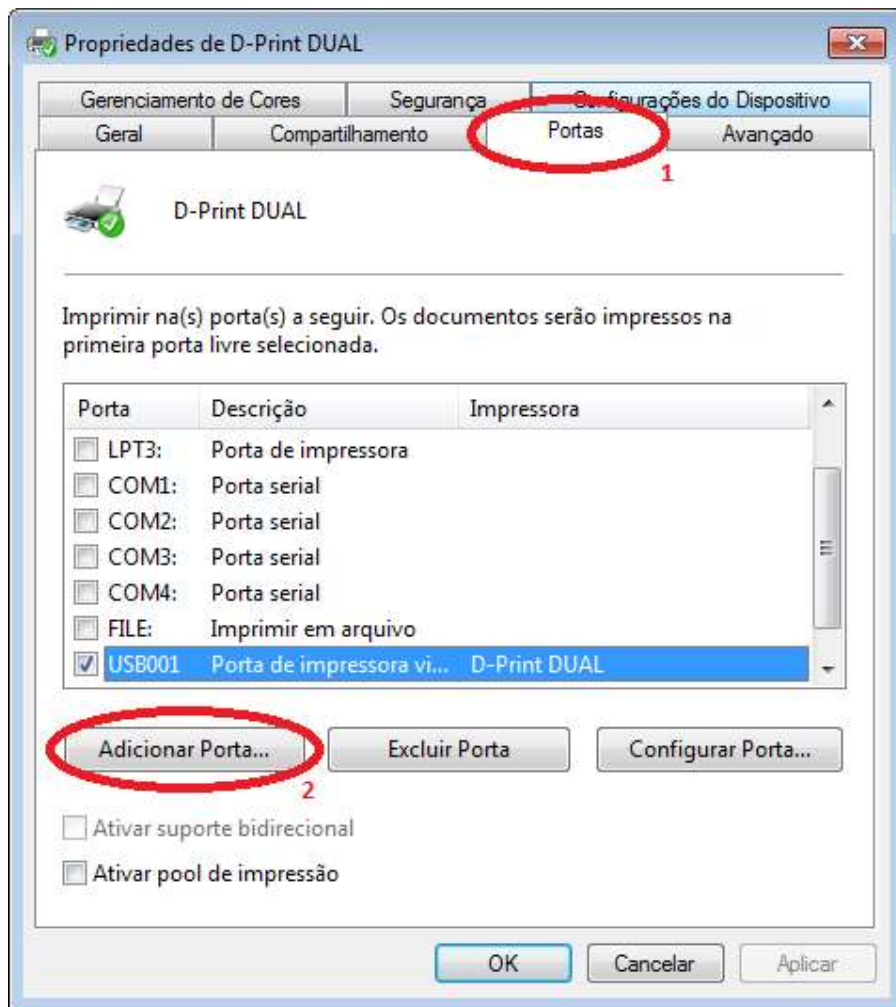 Propriedades de D-Print DUAL
Gerenciamento de Cores Segurança Configurações do Dispositivo
Geral Compartilhamento Portas Avançado
1
D-Print DUAL
Imprimir na(s) porta(s) a seguir. Os documentos serão impressos na
primeira porta livre selecionada.
Porta Descrição Impressora
LPT3: Porta de impressora
COM1: Porta serial
COM2: Porta serial
COM3: Porta serial
COM4: Porta serial
FILE: Imprimir em arquivo
USB001 Porta de impressora vi... D-Print DUAL
Adicionar Porta... Excluir Porta Configurar Porta...
2
Ativar suporte bidirecional
Ativar pool de impressão
OK Cancelar Aplicar